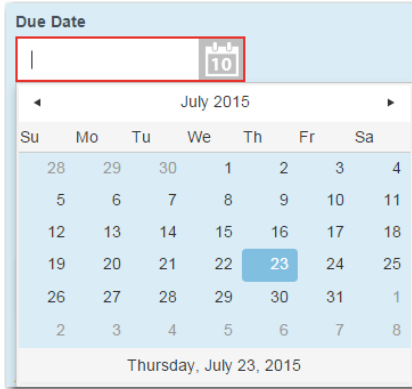 Due Date
10
July 2015
Su Mo Tu We Th Fr Sa
28 29 30 1 2 3 4
5 6 7 8 9 10 11
12 13 14 15 16 17 18
19 20 21 22 23 24 25
26 27 28 29 30 31 1
2 3 4 5 6 7 8
Thursday, July 23, 2015